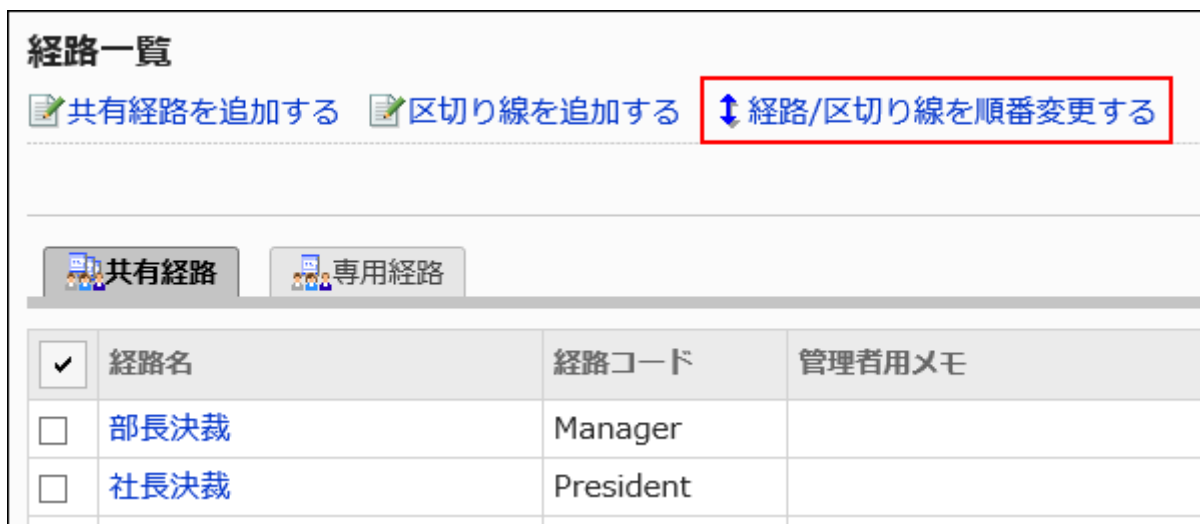 経路一覧
共有経路を追加する 区切り線を追加する 経路/区切り線を順番変更する
共有経路 専用経路
経路名 経路コード 管理者用メモ
部長決裁 Manager
社長決裁 President